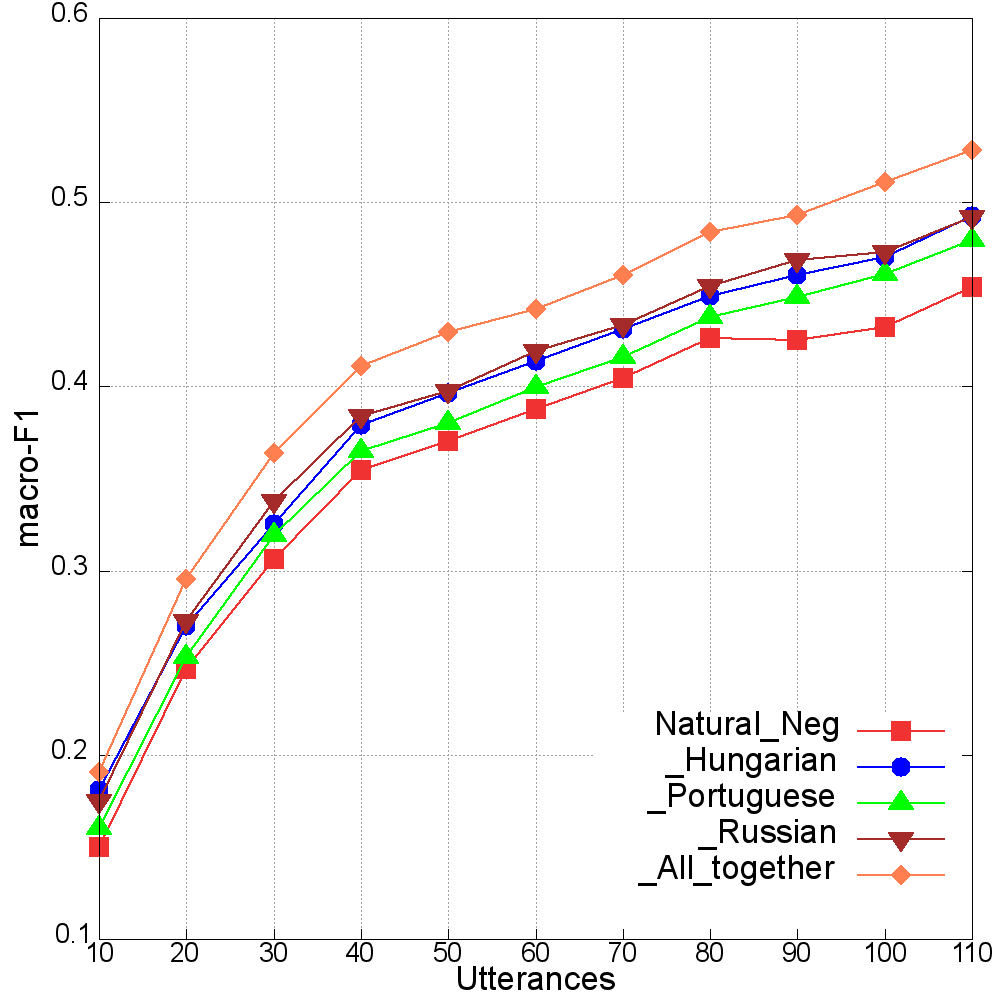 0.6
0.5
0.4
0.3
0.2
0.1
macro-F1
Natural_Neg
_Hungarian
_Portuguese
_Russian
_All_together
10 20 30 40 50 60 70 80 90 100 110
Utterances